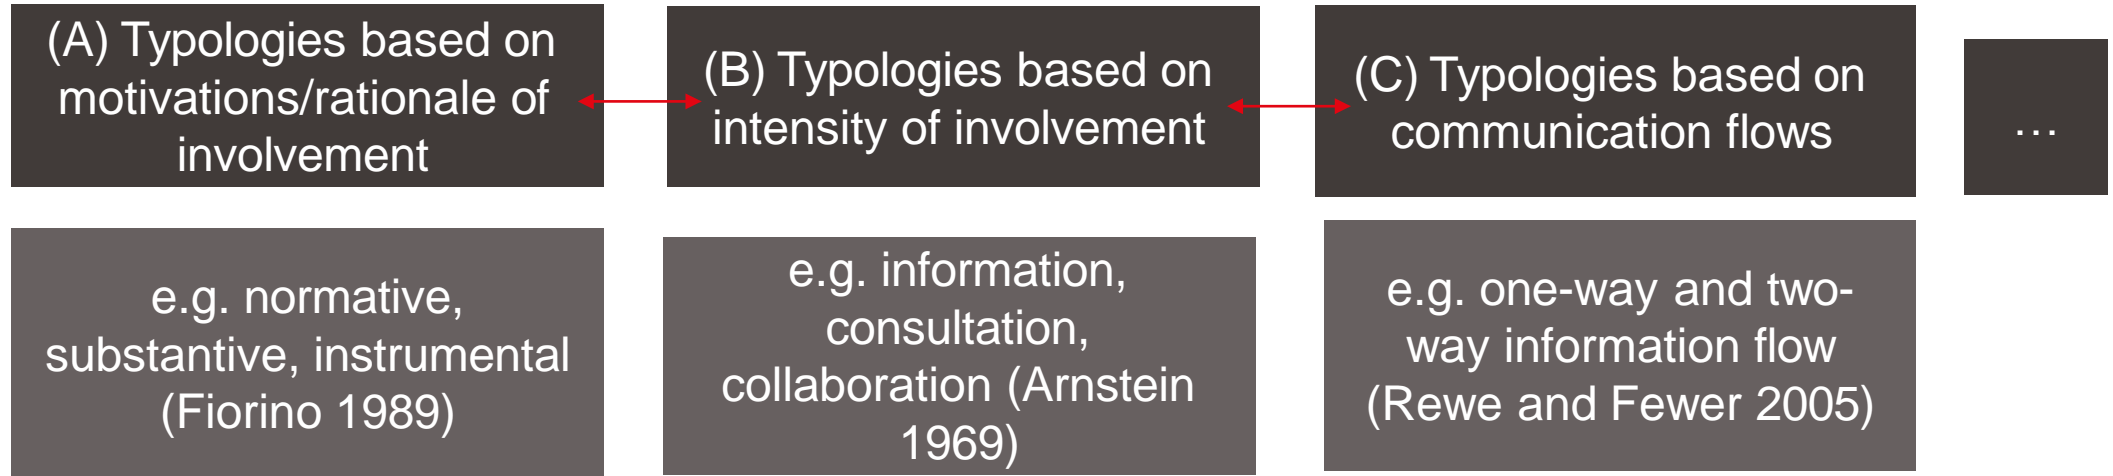 (A) Typologies based on
motivations/rationale of
involvement
(B) Typologies based on
intensity of involvement
(C) Typologies based on
communication flows
...
e.g. normative,
substantive, instrumental
(Fiorino 1989)
e.g. information,
consultation,
collaboration (Arnstein
1969)
e.g. one-way and two-
way information flow
(Rewe and Fewer 2005)